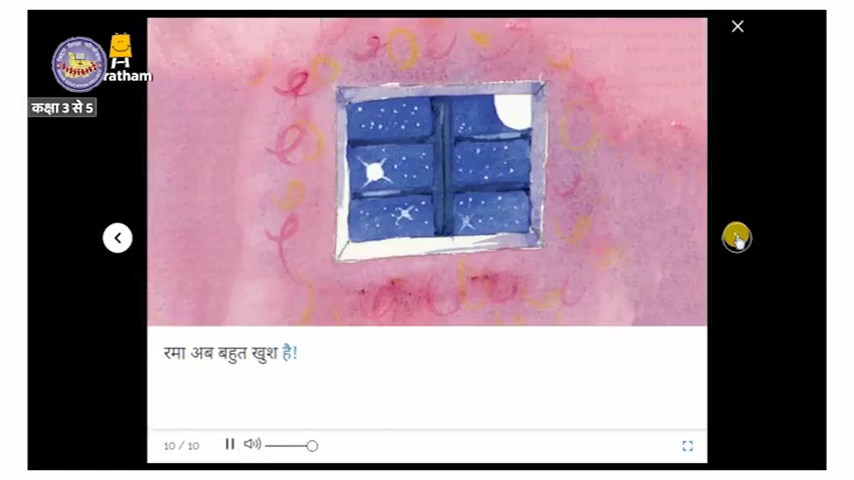 ratham
कक्षा 3 से 5
रमा अब बहुत खुश है!
10 / 10